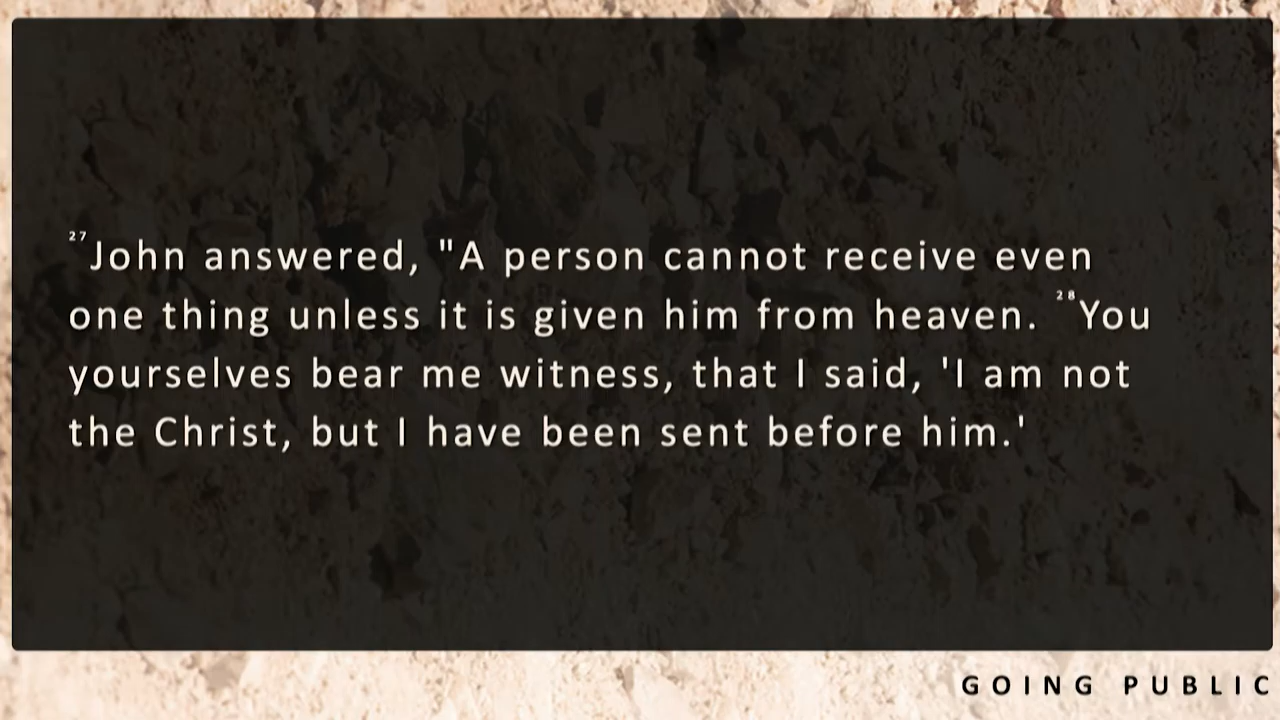 27John answered, "A person cannot receive even
one thing unless it is given him from heaven. 28You
yourselves bear me witness, that I said, 'I am not
the Christ, but I have been sent before him.'
GOING PUBLIC